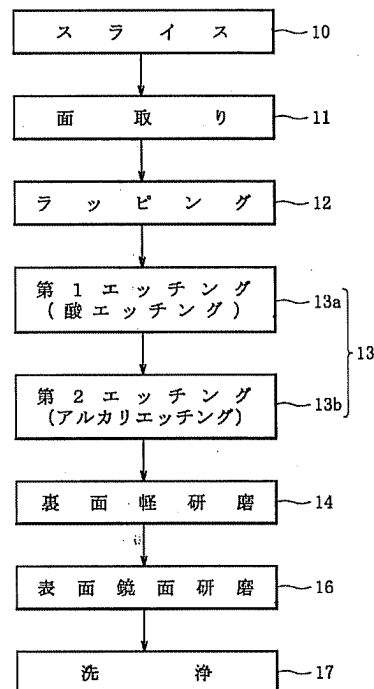 スライス 10
面取り 11
ラッピング 12
第1エッチング
(酸エッチング) 13a
13
第2エッチング
(アルカリエッチング) 13b
裏面軽研磨 14
表面鏡面研磨 16
洗浄 17